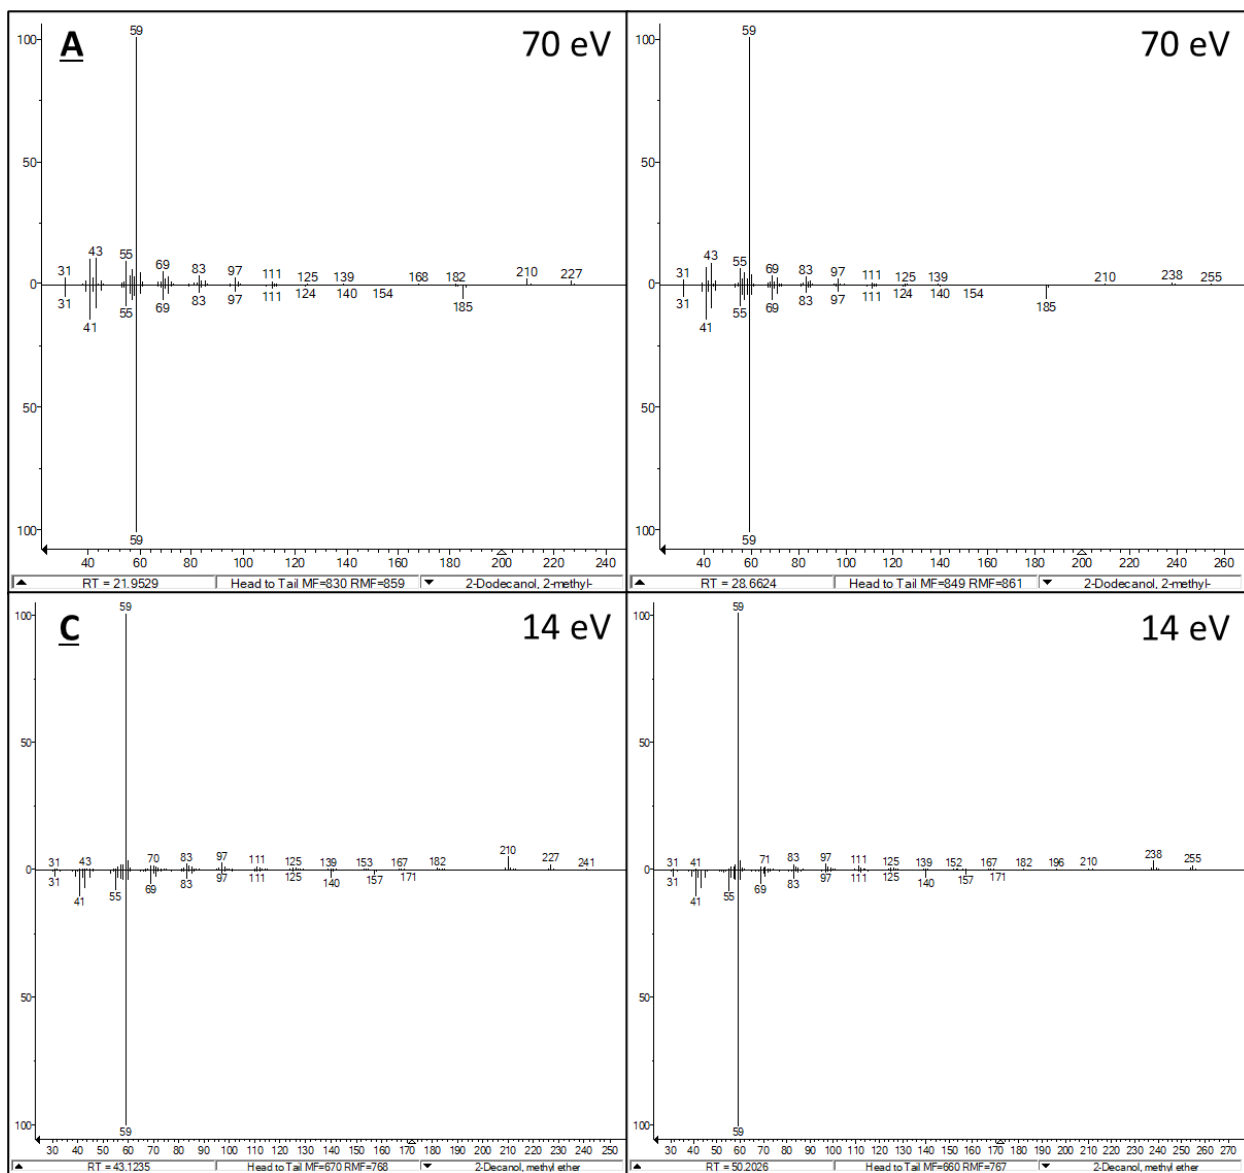 A 70 eV
59
100
50
43
55
31 69 83 97 111 125 139 168 182 210 227
0
31 41 55 69 83 97 111 124 140 154 185
50
100
59
40 60 80 100 120 140 160 180 200 220 240
RT = 21.9529 Head to Tail MF=830 RMF=859 2-Dodecanol, 2-methyl-
70 eV
59
100
50
43
55
31 69 83 97 111 125 139 210 238 255
0
31 41 55 69 83 97 111 124 140 154 185
50
100
59
40 60 80 100 120 140 160 180 200 220 240 260
RT = 28.6624 Head to Tail MF=849 RMF=861 2-Dodecanol, 2-methyl-
C 14 eV
59
100
50
31 43 70 83 97 111 125 139 153 167 182 210 227 241
0
31 41 55 69 83 97 111 125 140 157 171
50
100
59
30 40 50 60 70 80 90 100 110 120 130 140 150 160 170 180 190 200 210 220 230 240 250
RT = 43.1235 Head to Tail MF=670 RMF=768 2-Decanol, methyl ether
14 eV
59
100
50
31 41 71 83 97 111 125 139 152 167 182 196 210 238 255
0
31 41 55 69 83 97 111 125 140 157 171
50
100
59
30 40 50 60 70 80 90 100 110 120 130 140 150 160 170 180 190 200 210 220 230 240 250 260 270
RT = 50.2026 Head to Tail MF=660 RMF=767 2-Decanol, methyl ether